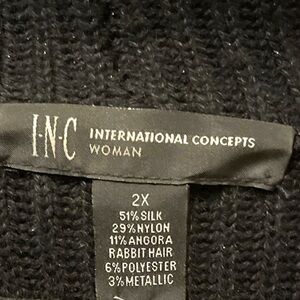 I·N·C INTERNATIONAL CONCEPTS
WOMAN
2X
51% SILK
29% NYLON
11% ANGORA
RABBIT HAIR
6% POLYESTER
3% METALLIC